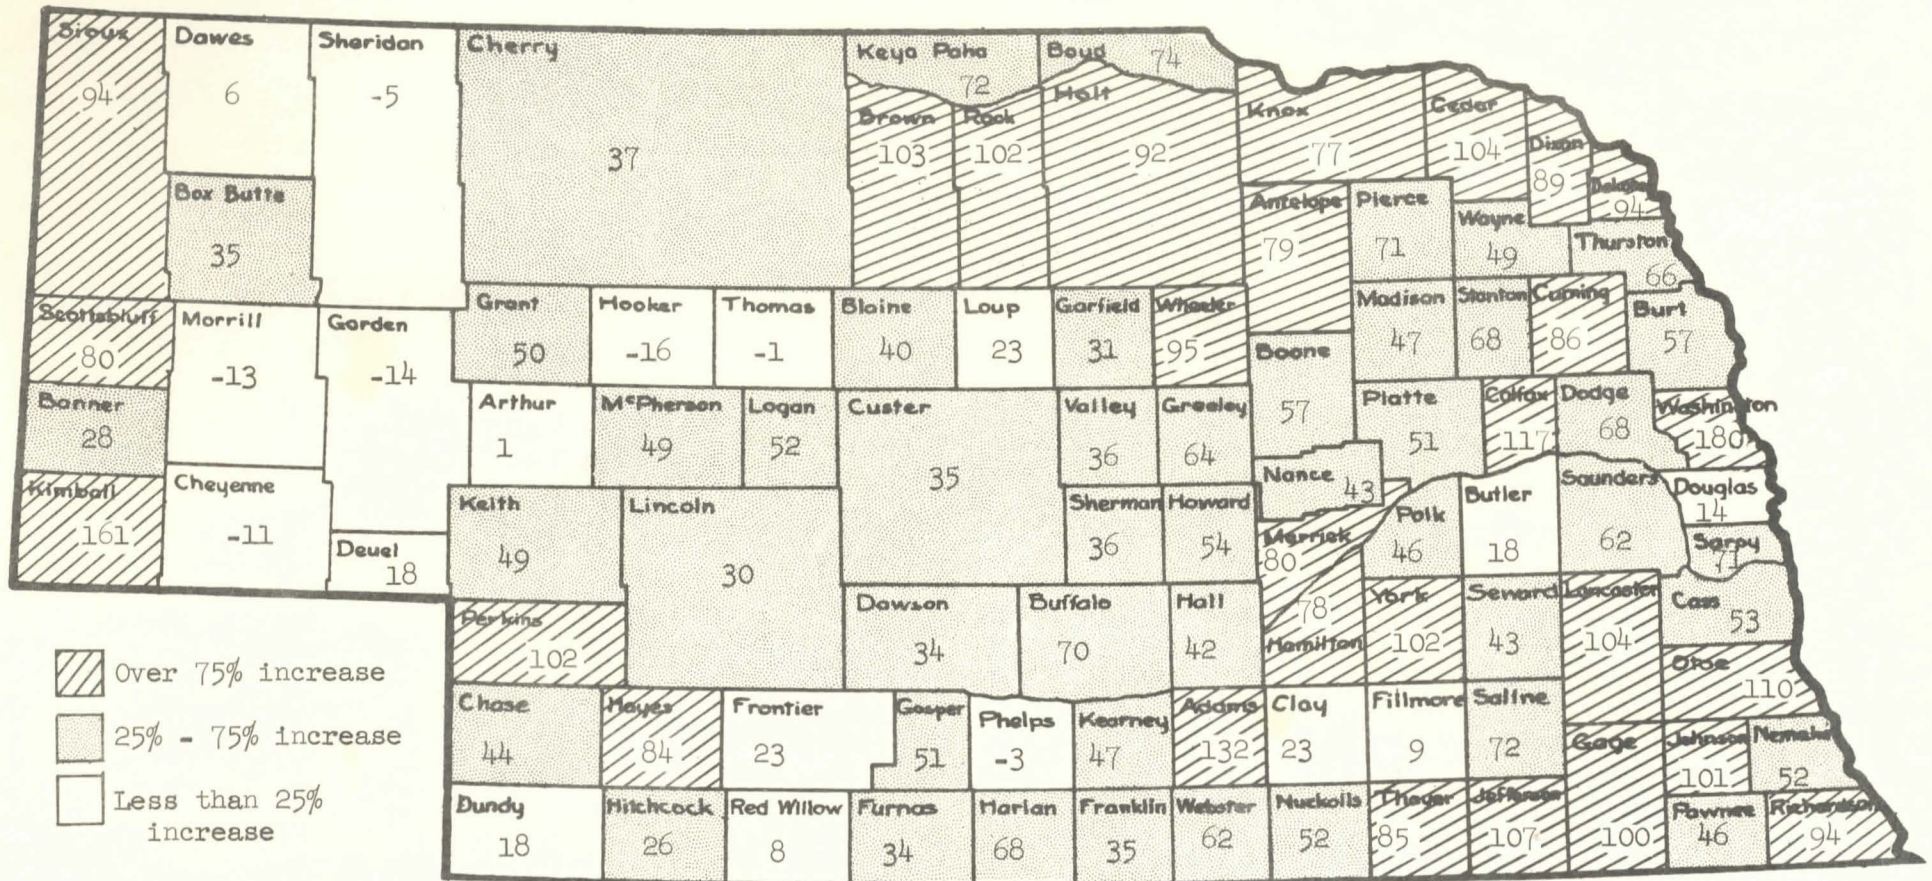 Sioux
94
Dawes
6
Sheridan
-5
Cherry
37
Keya Paha
72
Boyd
74
Brown
103
Rock
102
Holt
92
Knox
77
Cedar
104
Dixon
89
Dakota
94
Box Butte
35
Antelope
79
Pierce
71
Wayne
49
Thurston
66
Scottsbluff
80
Morrill
-13
Garden
-14
Grant
50
Hooker
-16
Thomas
-1
Blaine
40
Loup
23
Garfield
31
Wheeler
95
Boone
57
Madison
47
Stanton
68
Cuming
86
Burt
57
Banner
28
Arthur
1
McPherson
49
Logan
52
Custer
35
Valley
36
Greeley
64
Platte
51
Colfax
117
Dodge
68
Washington
180
Kimball
161
Cheyenne
-11
Deuel
18
Keith
49
Lincoln
30
Sherman
36
Howard
54
Nance
43
Merrick
80
Polk
46
Butler
18
Saunders
62
Douglas
14
Sarpy
71
Perkins
102
Dawson
34
Buffalo
70
Hall
42
78
Hamilton
York
102
Seward
43
Lancaster
104
Cass
53
Otoe
110
Chase
44
Hayes
84
Frontier
23
Gosper
51
Phelps
-3
Kearney
47
Adams
132
Clay
23
Fillmore
9
Saline
72
Gage
100
Johnson
101
Nemaha
52
Dundy
18
Hitchcock
26
Red Willow
8
Furnas
34
Harlan
68
Franklin
35
Webster
62
Nuckolls
52
Thayer
85
Jefferson
107
Pawnee
46
Richardson
94
Over 75% increase
25% - 75% increase
Less than 25%
increase